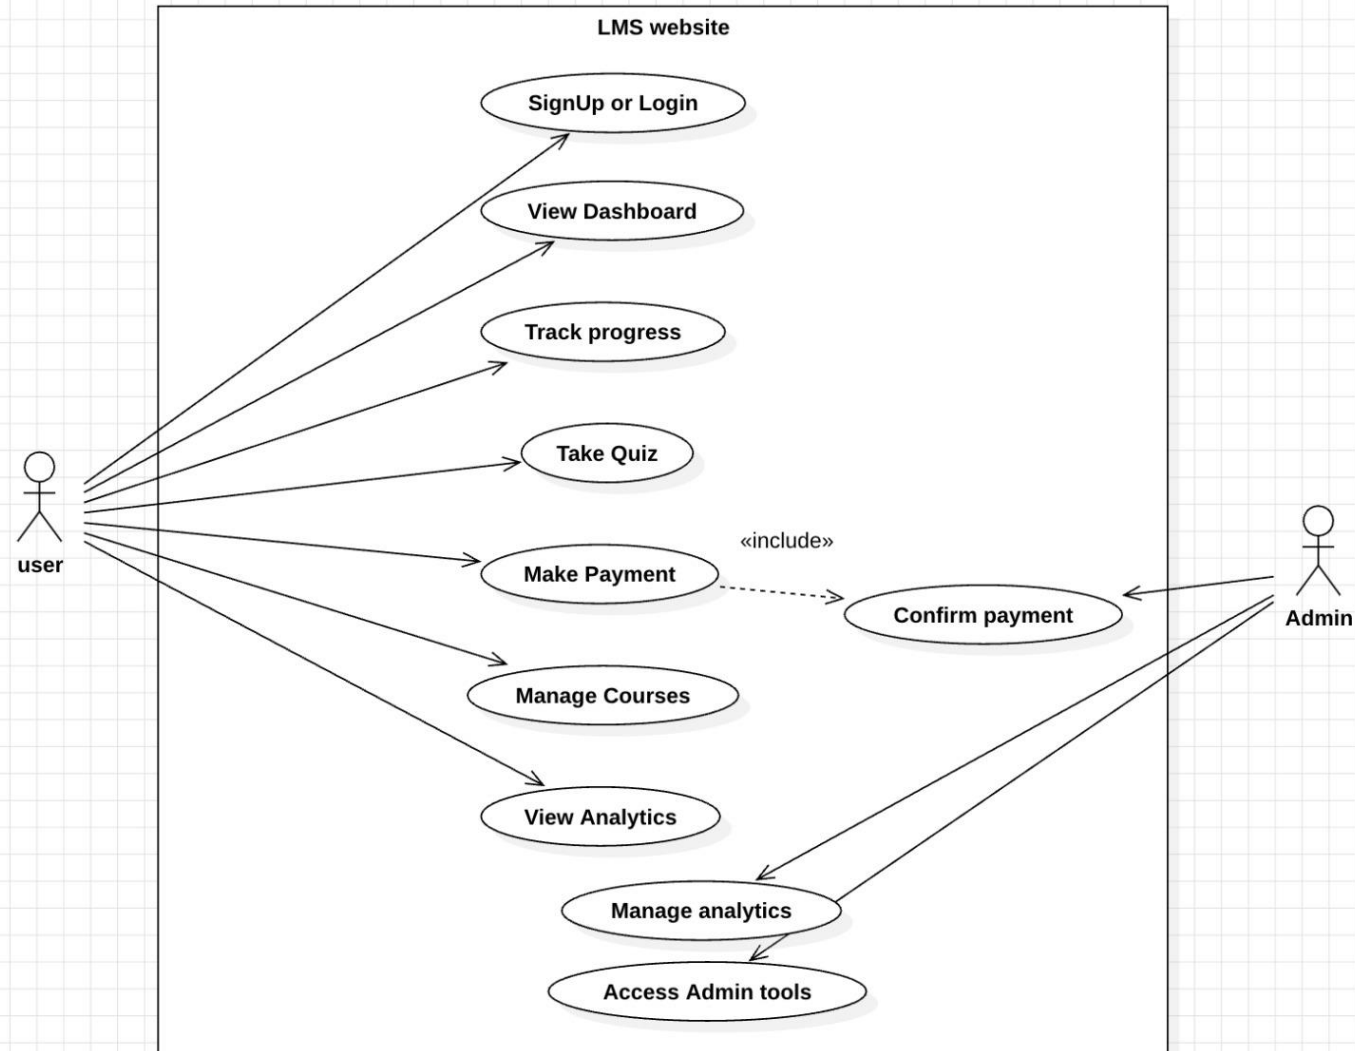 LMS website
SignUp or Login
View Dashboard
Track progress
Take Quiz
user
«include»
Make Payment
Confirm payment
Admin
Manage Courses
View Analytics
Manage analytics
Access Admin tools